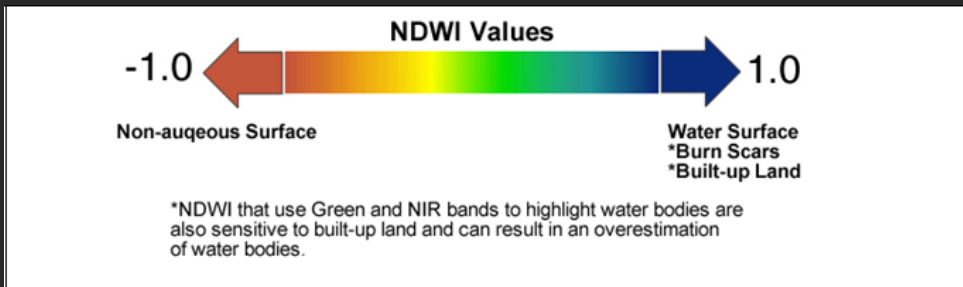 NDWI Values
-1.0
1.0
Non-auqeous Surface
Water Surface
*Burn Scars
*Built-up Land
*NDWI that use Green and NIR bands to highlight water bodies are
also sensitive to built-up land and can result in an overestimation
of water bodies.